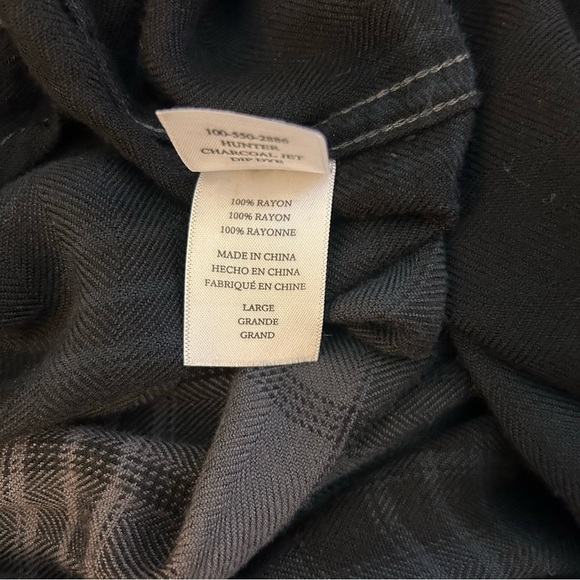 100-550-2886
HUNTER
CHARCOAL JET
DIP DYE
100% RAYON
100% RAYON
100% RAYONNE
MADE IN CHINA
HECHO EN CHINA
FABRIQUÉ EN CHINE
LARGE
GRANDE
GRAND